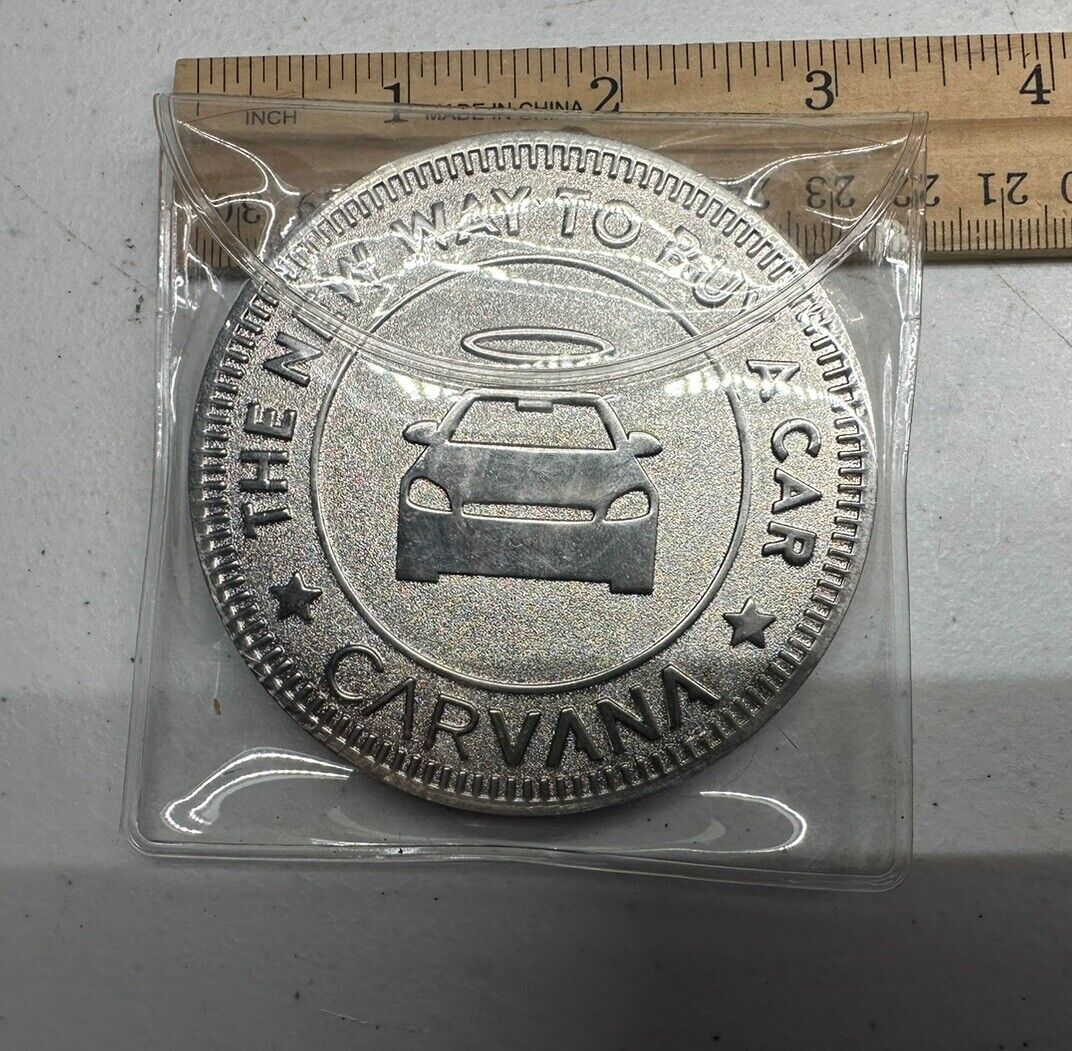 1 2 3 4
INCH MADE IN CHINA
23 22 21
THE NEW WAY TO BUY A CAR
CARVANA